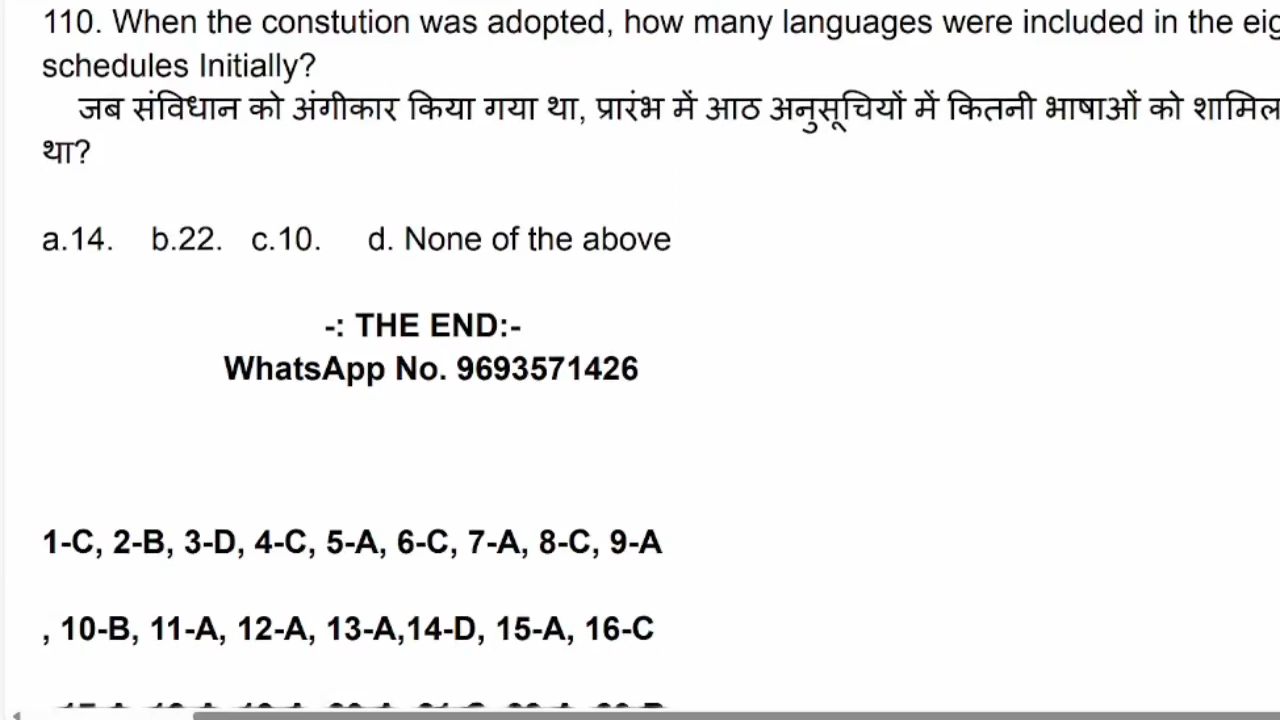 110. When the constution was adopted, how many languages were included in the
schedules Initially?
जब संविधान को अंगीकार किया गया था, प्रारंभ में आठ अनुसूचियों में कितनी भाषाओं को
था?
a.14. b.22. c.10. d. None of the above
-: THE END:-
WhatsApp No. 9693571426
1-C, 2-B, 3-D, 4-C, 5-A, 6-C, 7-A, 8-C, 9-A
, 10-B, 11-A, 12-A, 13-A,14-D, 15-A, 16-C